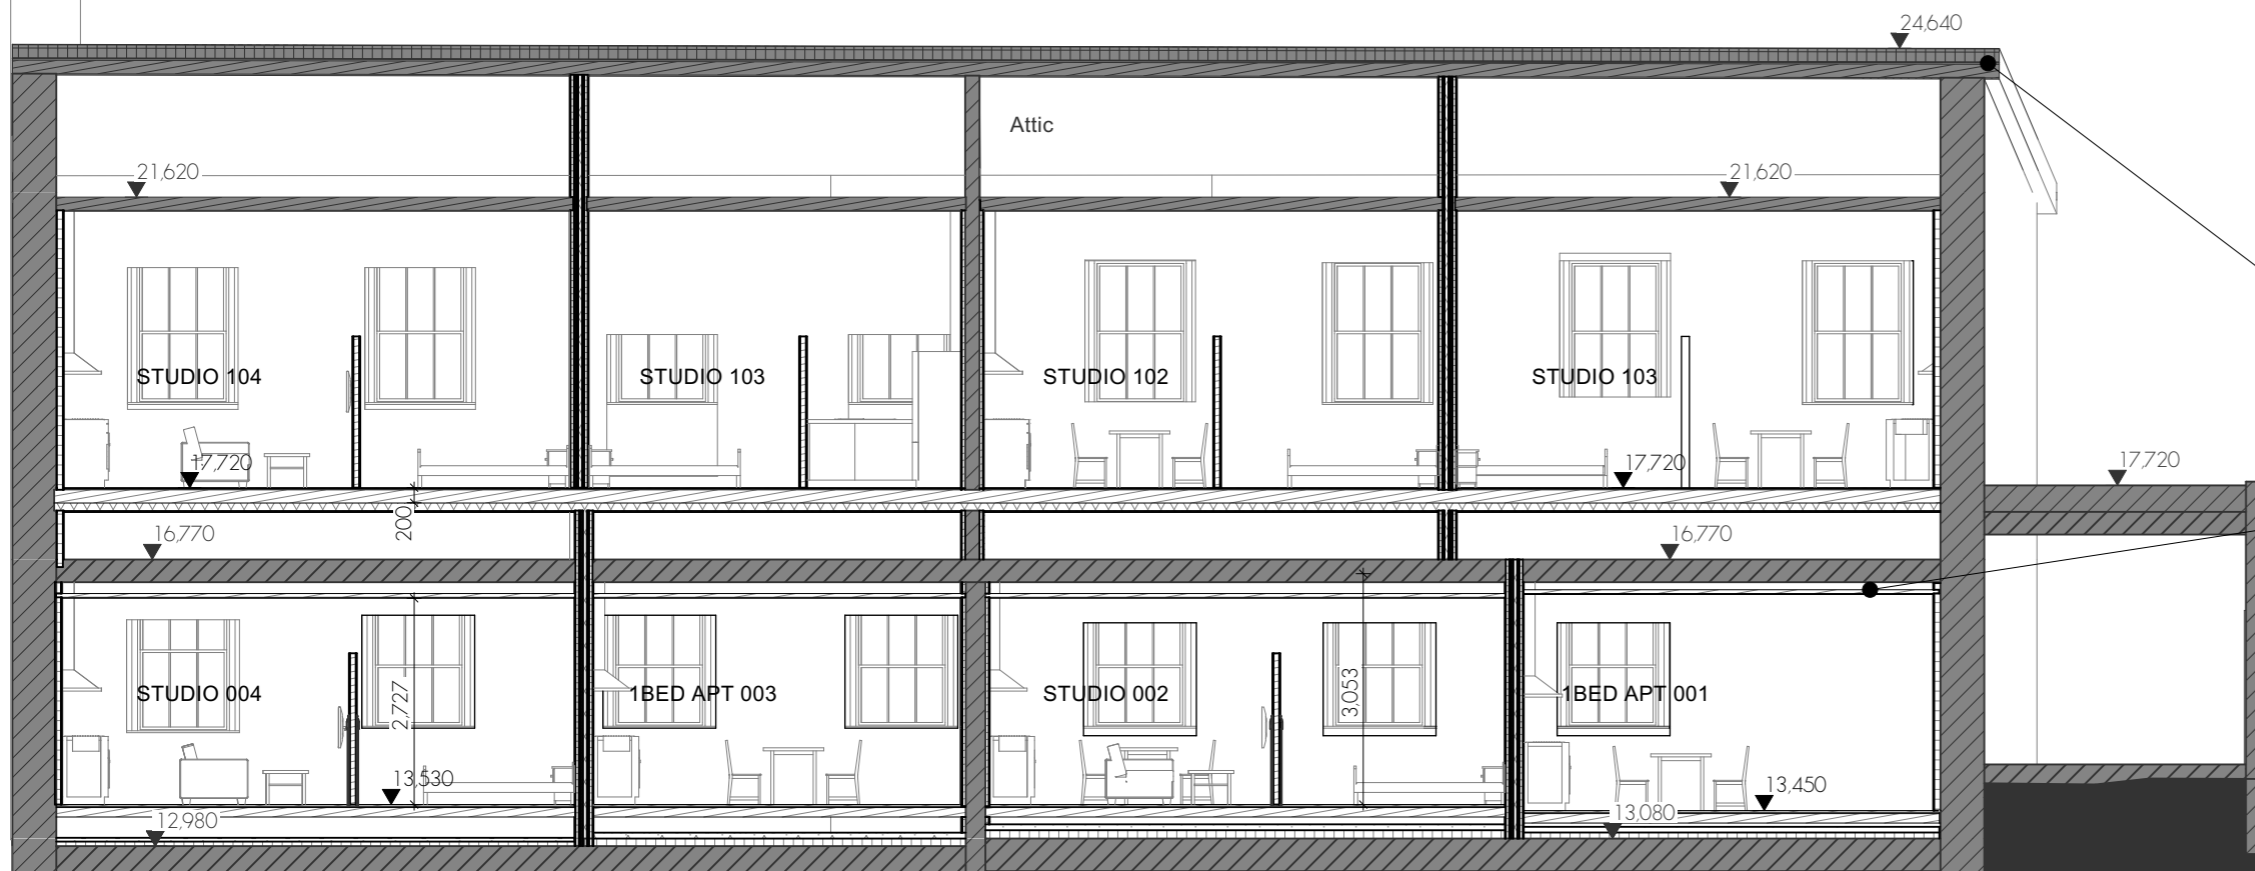 24,640
Attic
21,620
21,620
STUDIO 104
STUDIO 103
STUDIO 102
STUDIO 103
17,720
17,720
17,720
200
16,770
16,770
STUDIO 004
1BED APT 003
STUDIO 002
1BED APT 001
2,727
3,053
13,530
13,450
12,980
13,080